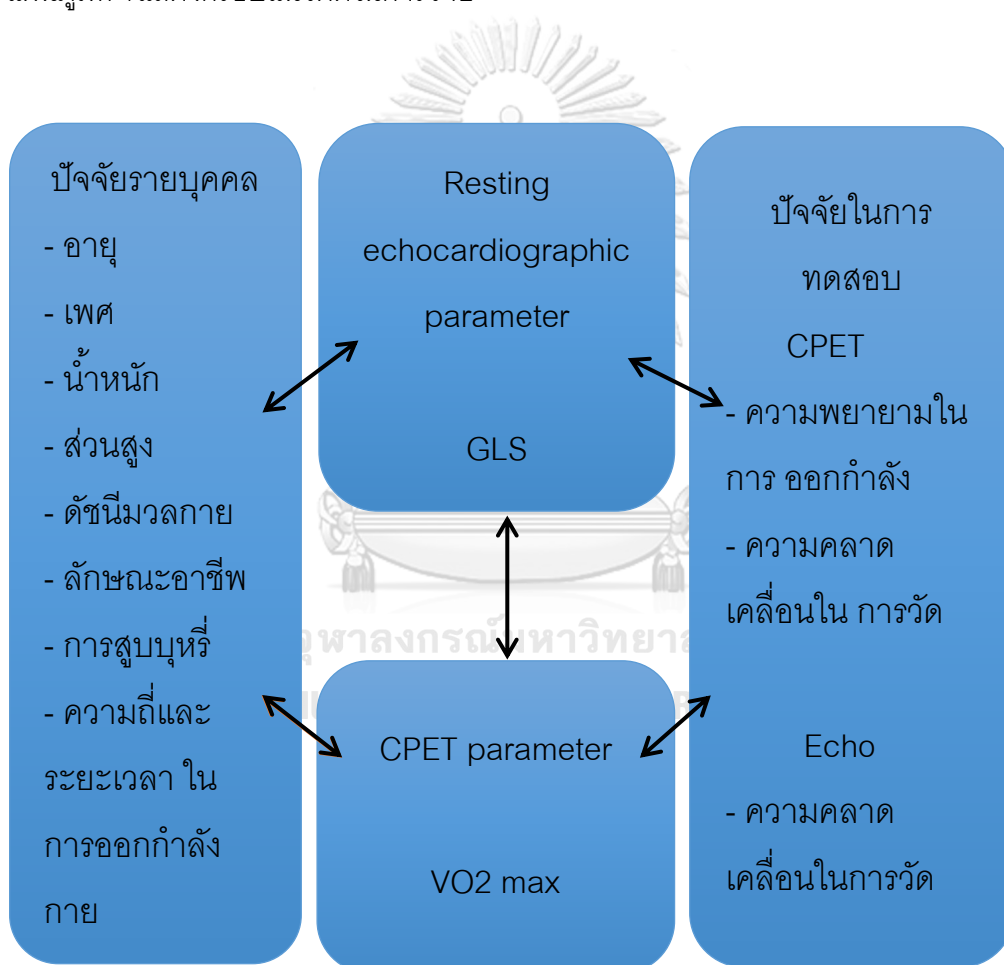 ปัจจัยรายบุคคล
- อายุ
- เพศ
- น้ำหนัก
- ส่วนสูง
- ดัชนีมวลกาย
- ลักษณะอาชีพ
- การสูบบุหรี่
- ความถี่และ
ระยะเวลา ใน
การออกกำลัง
กาย
Resting
echocardiographic
parameter
GLS
CPET parameter
VO2 max
ปัจจัยในการ
ทดสอบ
CPET
- ความพยายามใน
การ ออกกำลัง
- ความคลาด
เคลื่อนใน การวัด
Echo
- ความคลาด
เคลื่อนในการวัด